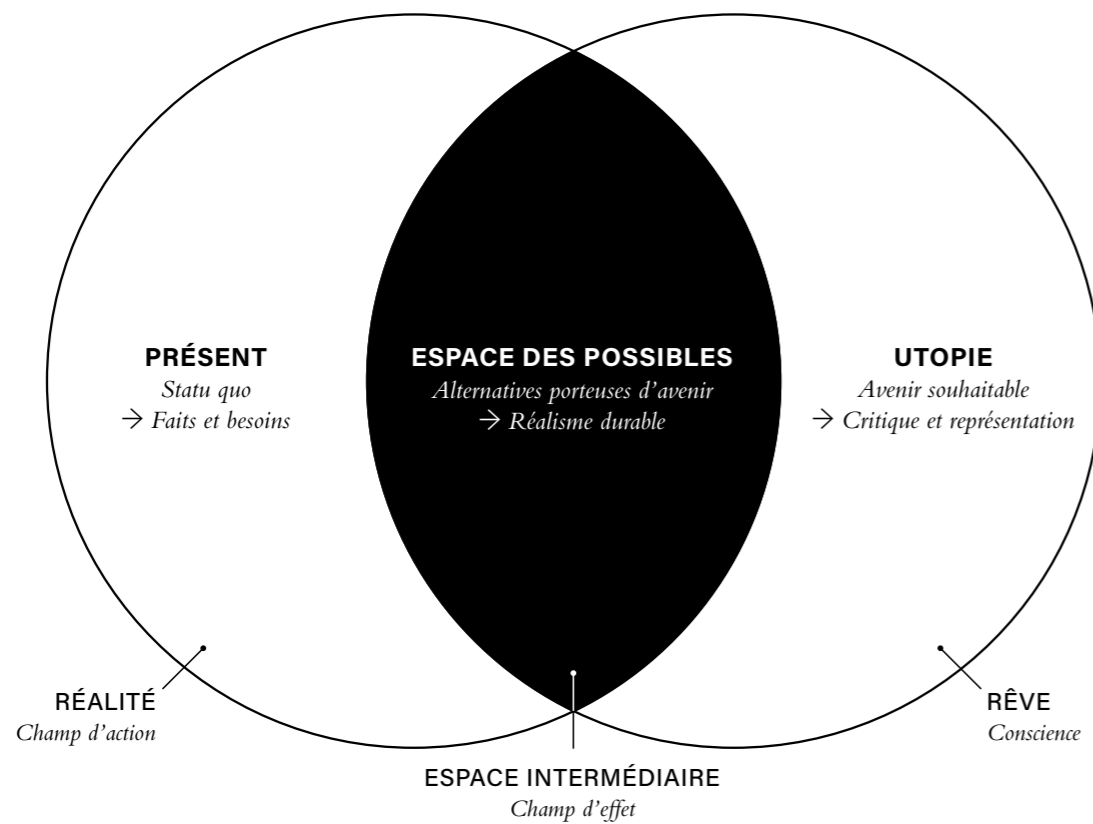 PRÉSENT
Statu quo
→ Faits et besoins
ESPACE DES POSSIBLES
Alternatives porteuses d’avenir
→ Réalisme durable
UTOPIE
Avenir souhaitable
→ Critique et représentation
RÉALITÉ
Champ d’action
ESPACE INTERMÉDIAIRE
Champ d’effet
RÊVE
Conscience